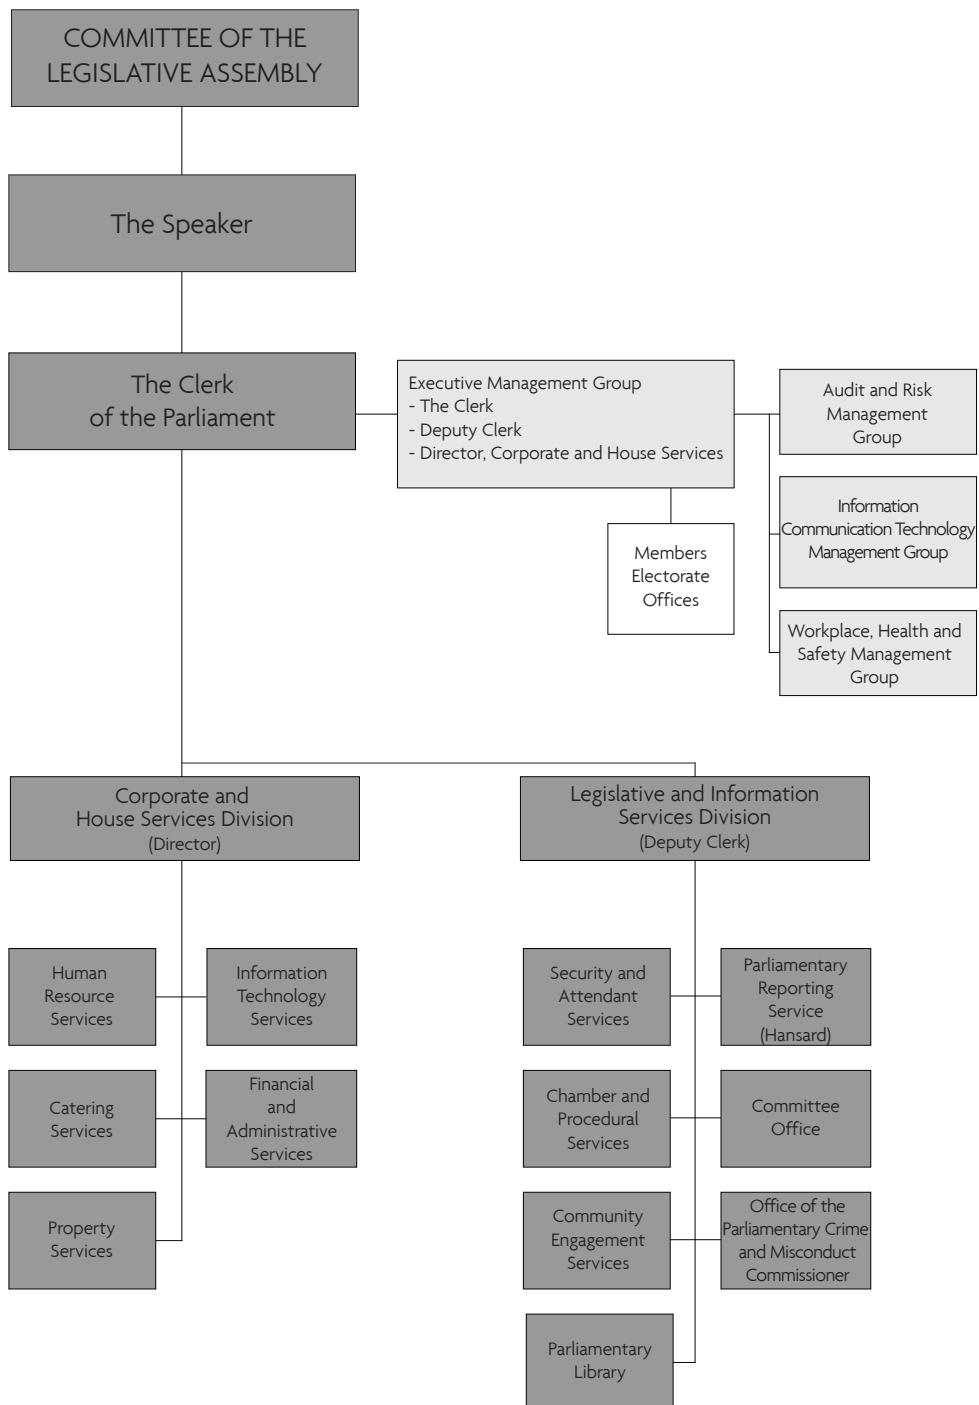 COMMITTEE OF THE
LEGISLATIVE ASSEMBLY
The Speaker
The Clerk
of the Parliament
Executive Management Group
- The Clerk
- Deputy Clerk
- Director, Corporate and House Services
Audit and Risk
Management
Group
Information
Communication Technology
Management Group
Members
Electorate
Offices
Workplace, Health and
Safety Management
Group
Corporate and
House Services Division
(Director)
Legislative and Information
Services Division
(Deputy Clerk)
Human
Resource
Services
Information
Technology
Services
Security and
Attendant
Services
Parliamentary
Reporting
Service
(Hansard)
Catering
Services
Financial
and
Administrative
Services
Chamber and
Procedural
Services
Committee
Office
Property
Services
Community
Engagement
Services
Office of the
Parliamentary Crime
and Misconduct
Commissioner
Parliamentary
Library